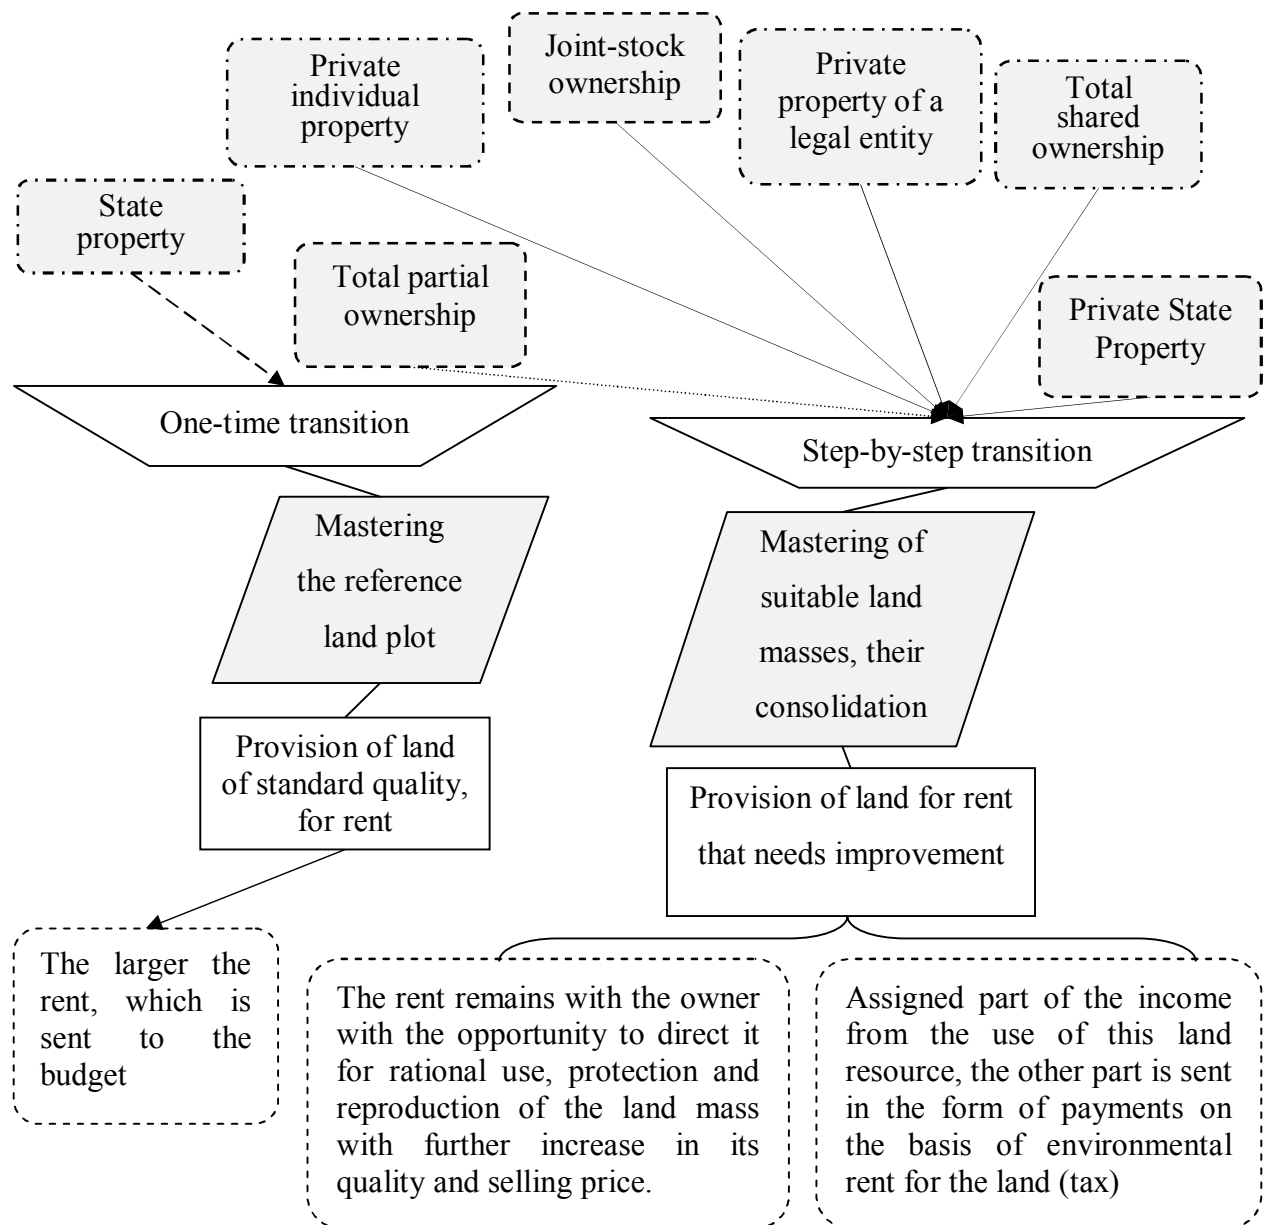 Private
individual
property
Joint-stock
ownership
Private
property of a
legal entity
Total
shared
ownership
State
property
Total partial
ownership
Private State
Property
One-time transition
Step-by-step transition
Mastering
the reference
land plot
Mastering of
suitable land
masses, their
consolidation
Provision of land
of standard quality,
for rent
Provision of land for rent
that needs improvement
The larger the
rent, which is
sent to the
budget
The rent remains with the owner
with the opportunity to direct it
for rational use, protection and
reproduction of the land mass
with further increase in its
quality and selling price.
Assigned part of the income
from the use of this land
resource, the other part is sent
in the form of payments on
the basis of environmental
rent for the land (tax)